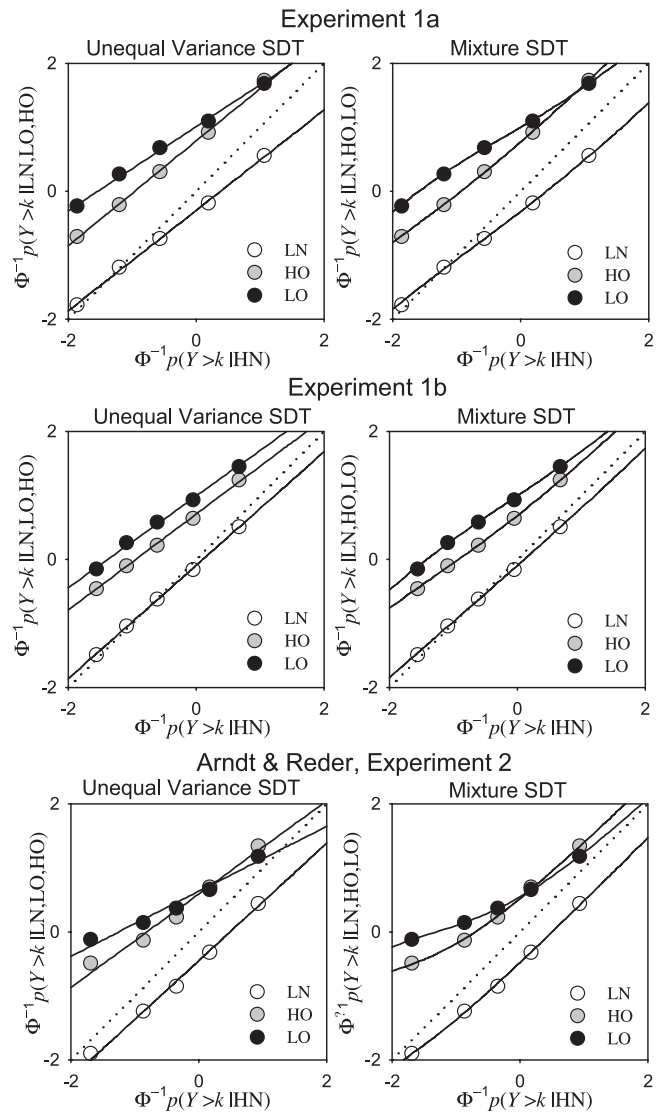 Experiment 1a
Unequal Variance SDT
Mixture SDT
Φ⁻¹p(Y>k |LN,LO,HO)
2
0
-2
-2
0
2
Φ⁻¹p(Y>k |HN)
LN
HO
LO
Φ⁻¹p(Y>k |LN,HO,LO)
2
0
-2
-2
0
2
Φ⁻¹p(Y>k |HN)
LN
HO
LO
Experiment 1b
Unequal Variance SDT
Mixture SDT
Φ⁻¹p(Y>k |LN,LO,HO)
2
0
-2
-2
0
2
Φ⁻¹p(Y>k |HN)
LN
HO
LO
Φ⁻¹p(Y>k |LN,HO,LO)
2
0
-2
-2
0
2
Φ⁻¹p(Y>k |HN)
LN
HO
LO
Arndt & Reder, Experiment 2
Unequal Variance SDT
Mixture SDT
Φ⁻¹p(Y>k |LN,LO,HO)
2
0
-2
-2
0
2
Φ⁻¹p(Y>k |HN)
LN
HO
LO
Φ?¹p(Y>k |LN,HO,LO)
2
0
-2
-2
0
2
Φ⁻¹p(Y>k |HN)
LN
HO
LO